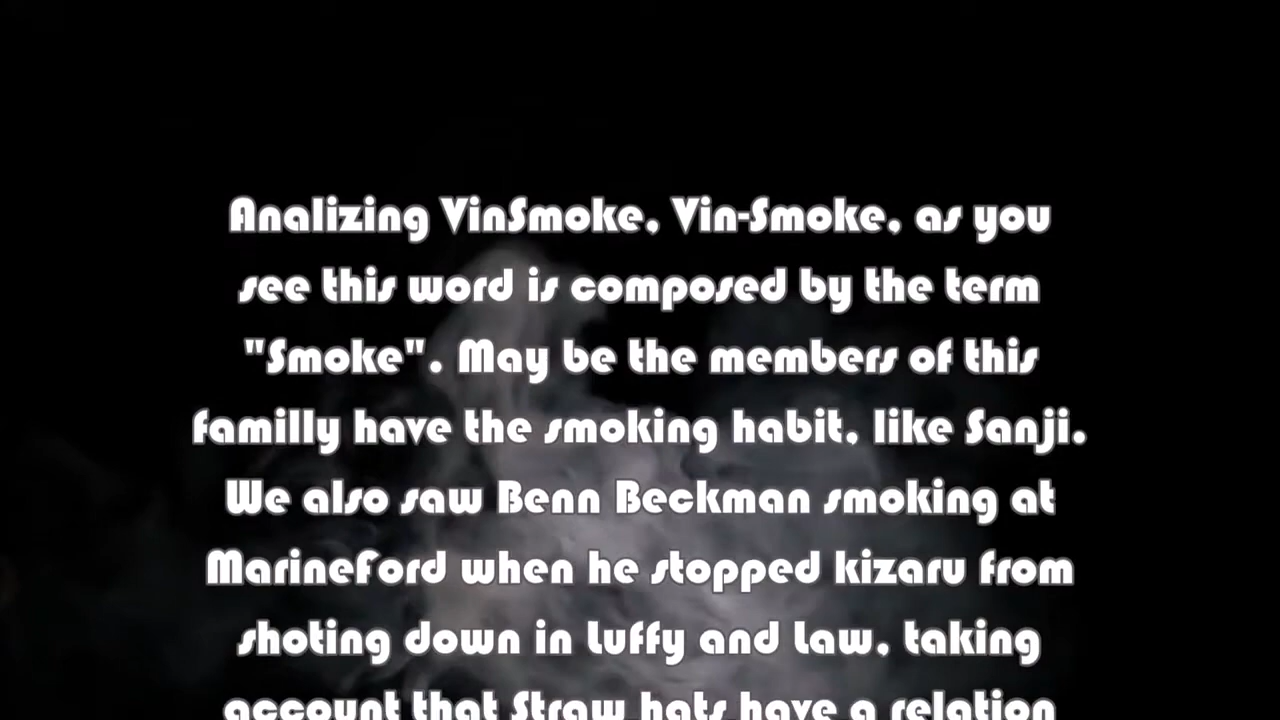 Analizing VinSmoke, Vin-Smoke, as you
see this word is composed by the term
"Smoke". May be the members of this
familly have the smoking habit, like Sanji.
We also saw Benn Beckman smoking at
MarineFord when he stopped kizaru from
shoting down in Luffy and Law, taking
account that Straw hats have a relation